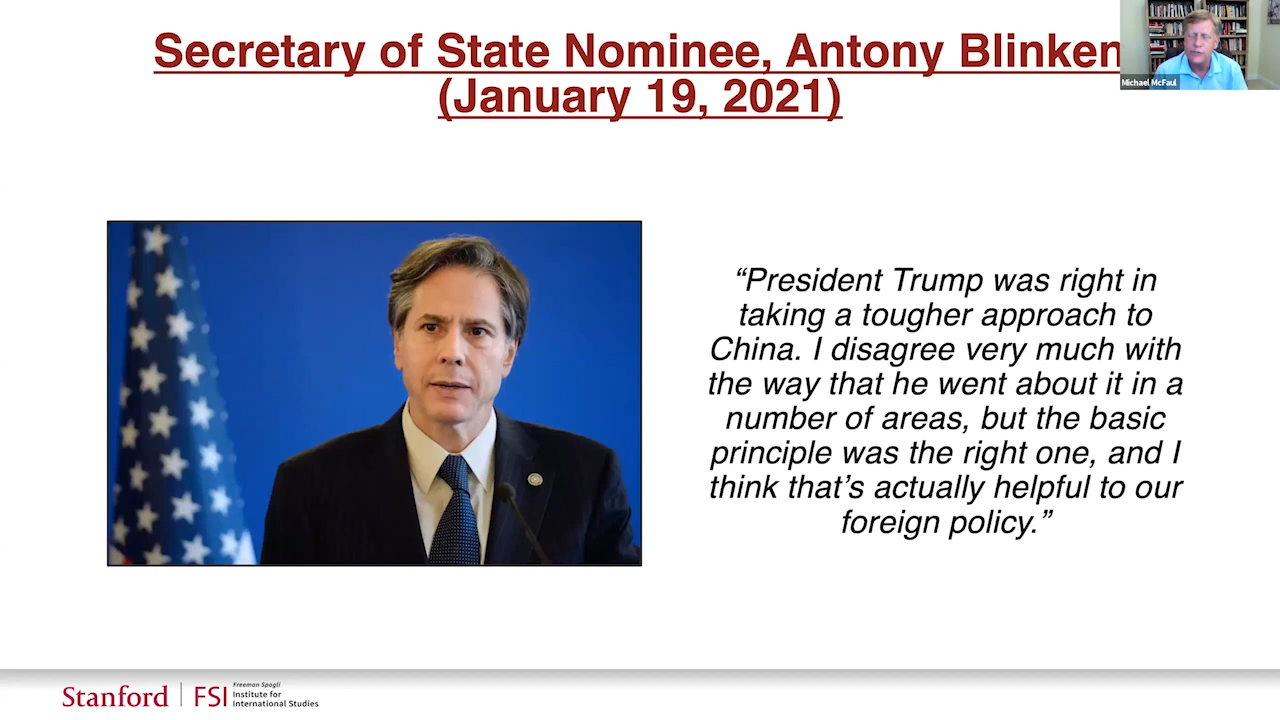 Secretary of State Nominee, Antony Blinken
(January 19, 2021)
Michael McFaul
“President Trump was right in
taking a tougher approach to
China. I disagree very much with
the way that he went about it in a
number of areas, but the basic
principle was the right one, and I
think that’s actually helpful to our
foreign policy.”
Stanford
FSI
Freeman Spogli
Institute for
International Studies